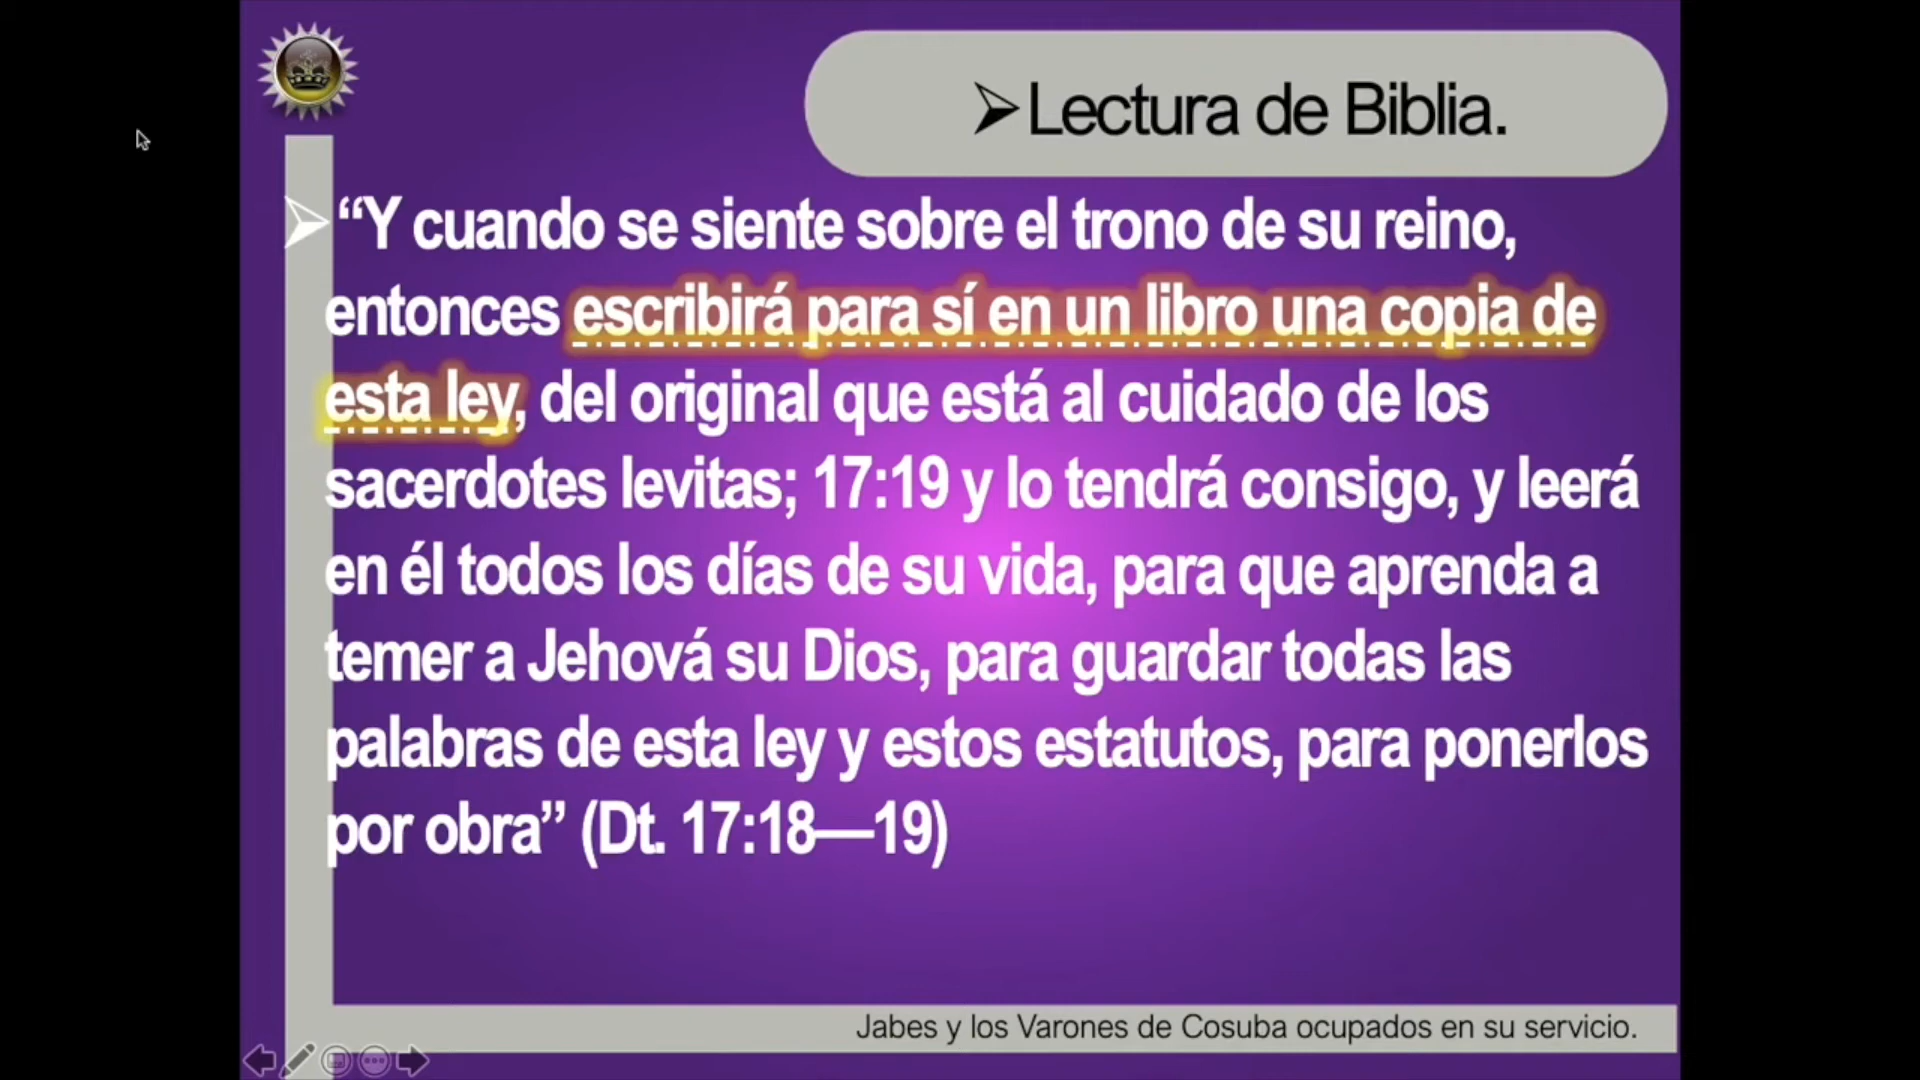 ➢Lectura de Biblia.
➢“Y cuando se siente sobre el trono de su reino,
entonces escribirá para sí en un libro una copia de
esta ley, del original que está al cuidado de los
sacerdotes levitas; 17:19 y lo tendrá consigo, y leerá
en él todos los días de su vida, para que aprenda a
temer a Jehová su Dios, para guardar todas las
palabras de esta ley y estos estatutos, para ponerlos
por obra” (Dt. 17:18—19)
Jabes y los Varones de Cosuba ocupados en su servicio.